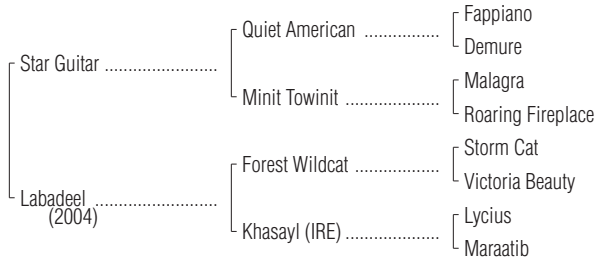 Fappiano
Quiet American ................
Demure
Star Guitar ........................
Malagra
Minit Towinit ....................
Roaring Fireplace
Storm Cat
Forest Wildcat ..................
Victoria Beauty
Labadeel ..........................
(2004)
Lycius
Khasayl (IRE) ....................
Maraatib